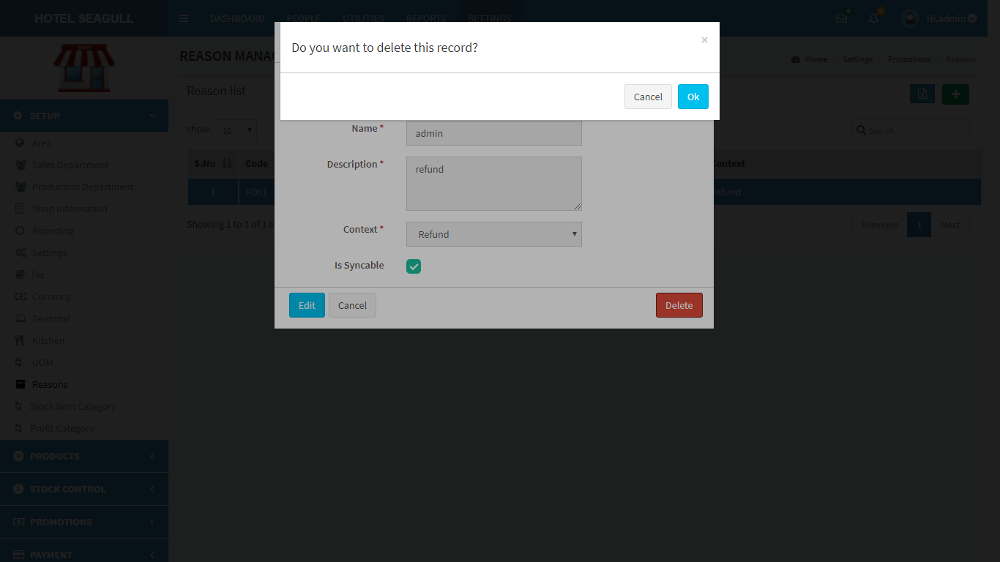 HOTEL SEAGULL
DASHBOARD PEOPLE UTILITIES REPORTS SETTINGS
Hi,admin
Do you want to delete this record?
×
Cancel Ok
REASON MANA
Home Settings Promotions Reasons
Reason list
show 10
Search...
S.No Code Context
1 H001 Refund
Showing 1 to 1 of 1 e
Previous 1 Next
Name * admin
Description * refund
Context * Refund
Is Syncable
Edit Cancel Delete
SETUP
Area
Sales Department
Production Department
Shop Information
Rounding
Settings
Tax
Currency
Terminal
Kitchen
UOM
Reasons
Stock Item Category
Profit Category
PRODUCTS
STOCK CONTROL
PROMOTIONS
PAYMENT